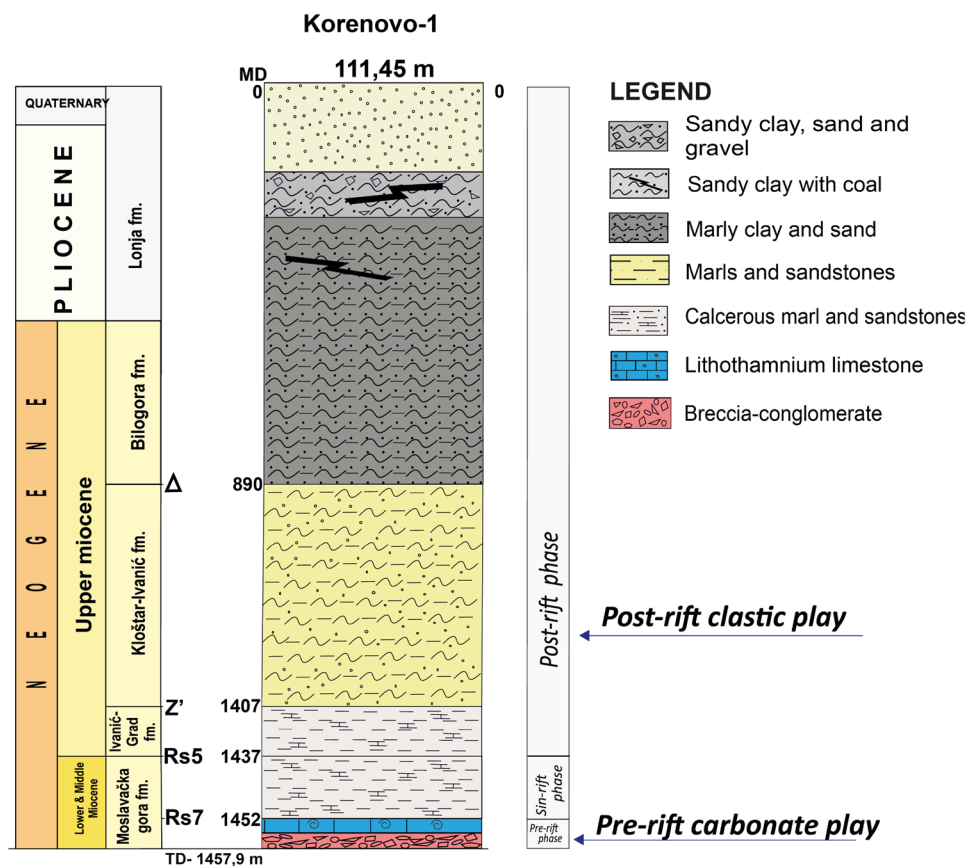 Korenovo-1
MD
111,45 m
0
0
QUATERNARY
PLIOCENE
Lonja fm.
NEOGENE
Upper miocene
Bilogora fm.
Δ
890
Kloštar-Ivanić fm.
Z’
1407
Ivanić-
Grad
fm.
Rs5
1437
Lower & Middle
Miocene
Moslavačka
gora fm.
Rs7
1452
TD- 1457,9 m
Post-rift phase
Sin-rift
phase
Pre-rift
phase
Post-rift clastic play
Pre-rift carbonate play
LEGEND
Sandy clay, sand and
gravel
Sandy clay with coal
Marly clay and sand
Marls and sandstones
Calcerous marl and sandstones
Lithothamnium limestone
Breccia-conglomerate